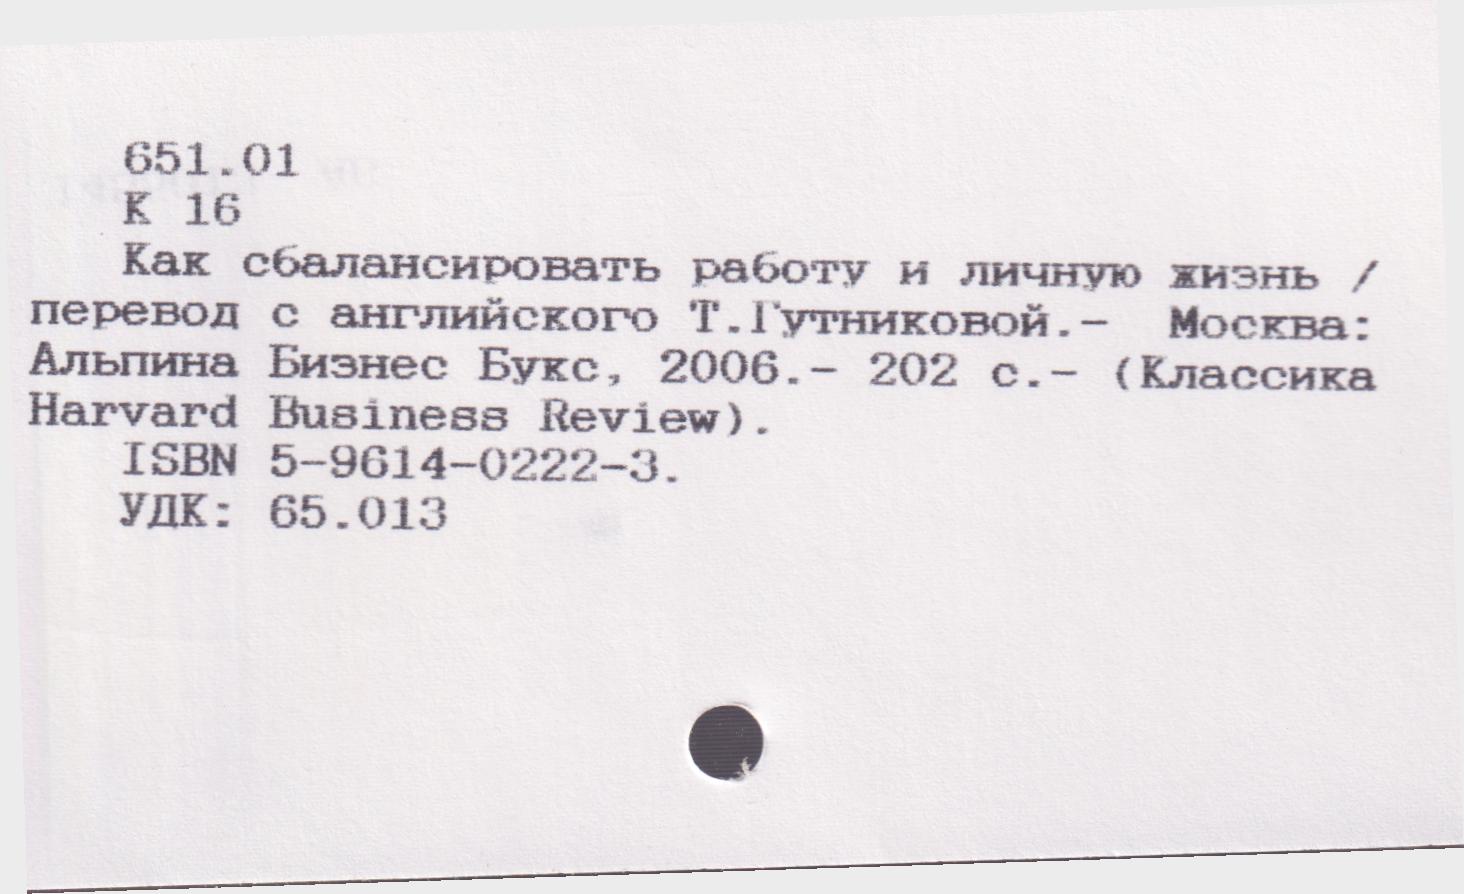 651.01
К 16
Как сбалансировать работу и личную жизнь /
перевод с английского Т.Гутниковой.- Москва:
Альпина Бизнес Букс, 2006.- 202 с.- (Классика
Harvard Business Review).
ISBN 5-9614-0222-3.
УДК: 65.013